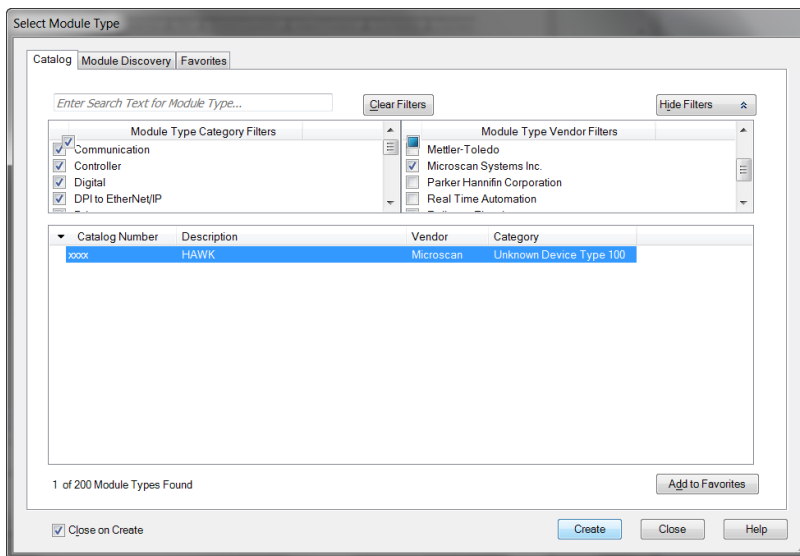 Select Module Type
Catalog Module Discovery Favorites
Enter Search Text for Module Type...
Clear Filters
Hide Filters
Module Type Category Filters
Communication
Controller
Digital
DPI to EtherNet/IP
Module Type Vendor Filters
Mettler-Toledo
Microscan Systems Inc.
Parker Hannifin Corporation
Real Time Automation
Catalog Number Description Vendor Category
xxxx HAWK Microscan Unknown Device Type 100
1 of 200 Module Types Found
Add to Favorites
Close on Create
Create Close Help